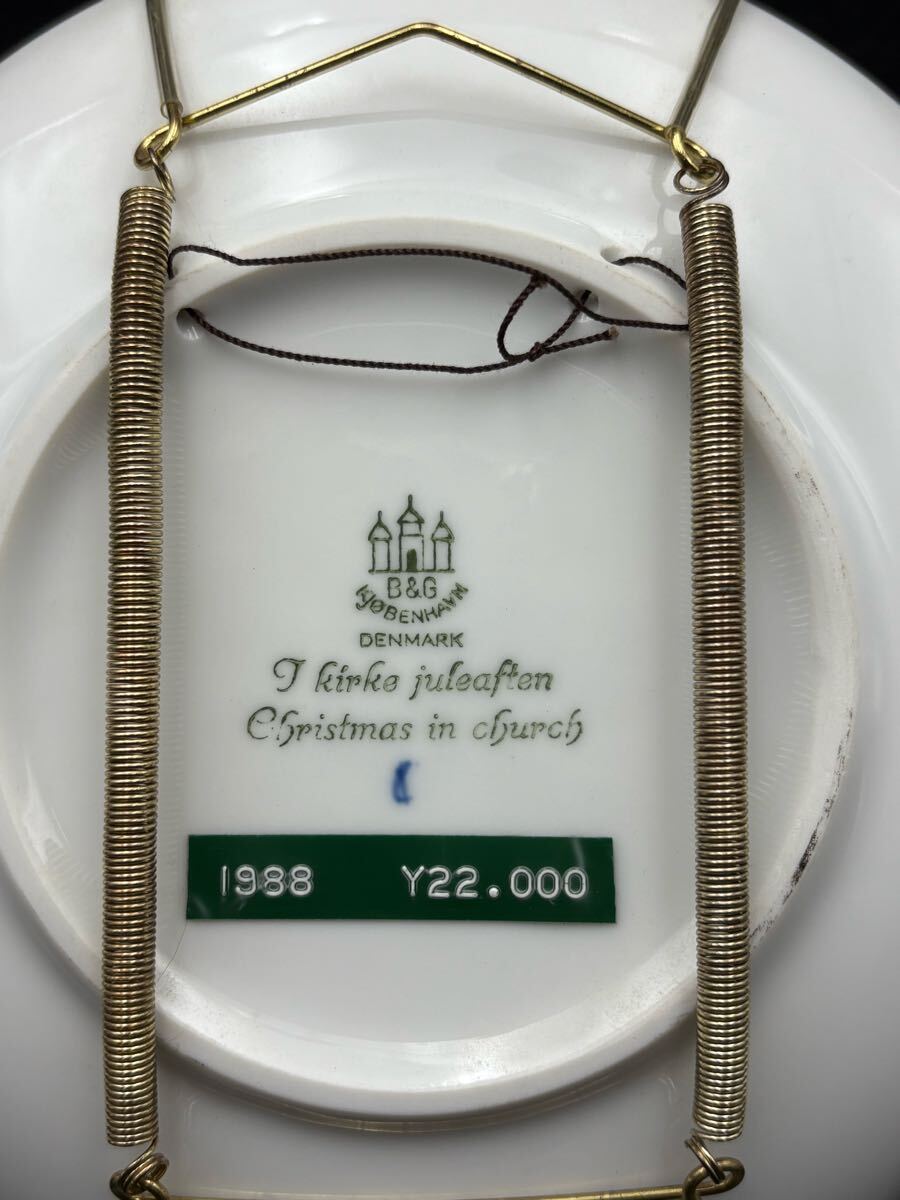 B&G
KJØBENHAVN
DENMARK
I kirke juleaften
Christmas in church
1988 Y22.000